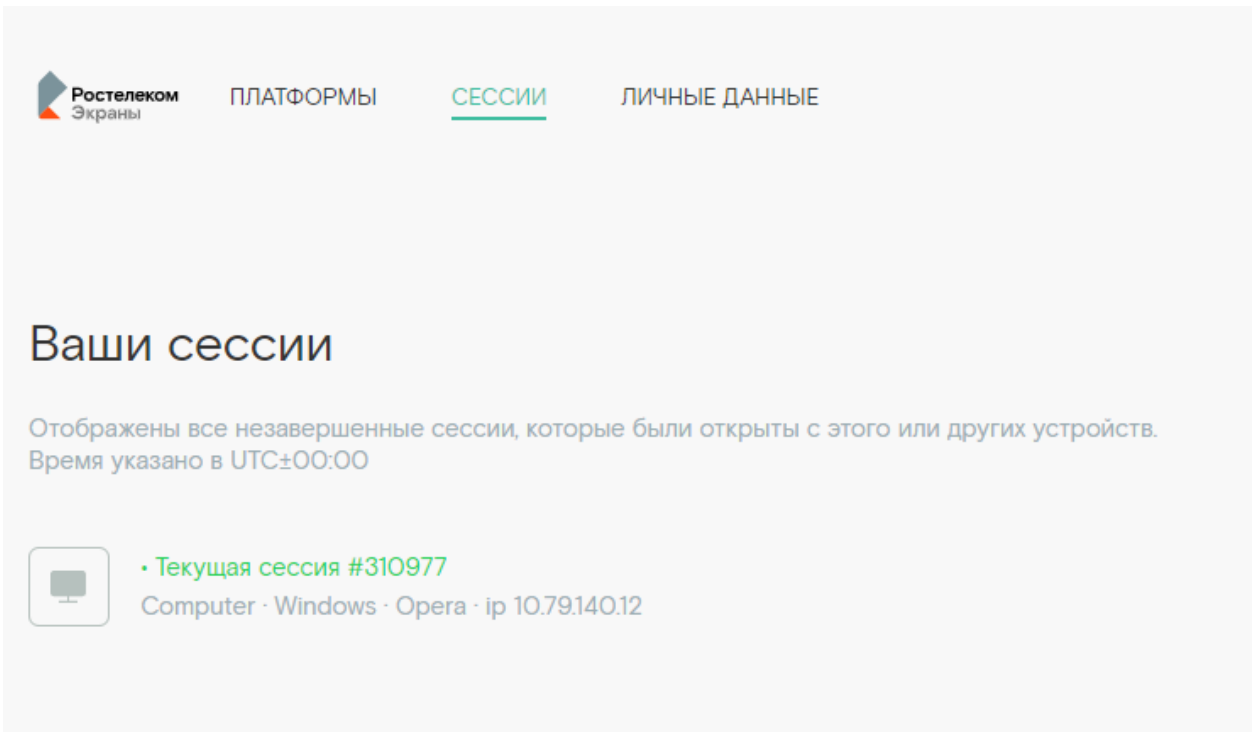 Ростелеком
Экраны
ПЛАТФОРМЫ
СЕССИИ
ЛИЧНЫЕ ДАННЫЕ
Ваши сессии
Отображены все незавершенные сессии, которые были открыты с этого или других устройств.
Время указано в UTC±00:00
• Текущая сессия #310977
Computer · Windows · Opera · ip 10.79.140.12